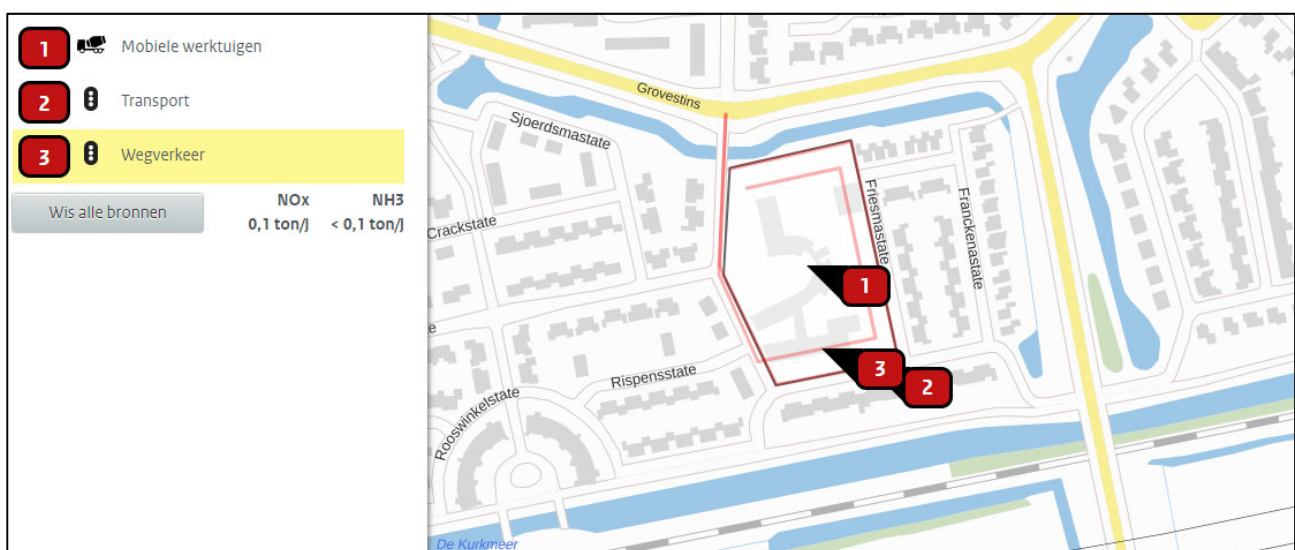 1 Mobiele werktuigen
2 Transport
3 Wegverkeer
Wis alle bronnen
NOx NH3
0,1 ton/j < 0,1 ton/j
Grovestins
Sjoerdsmastate
Crackstate
Friesmastate
Franckenastate
1
e
3
2
Rispensstate
Rooswinkelstate
De Kurkmeer